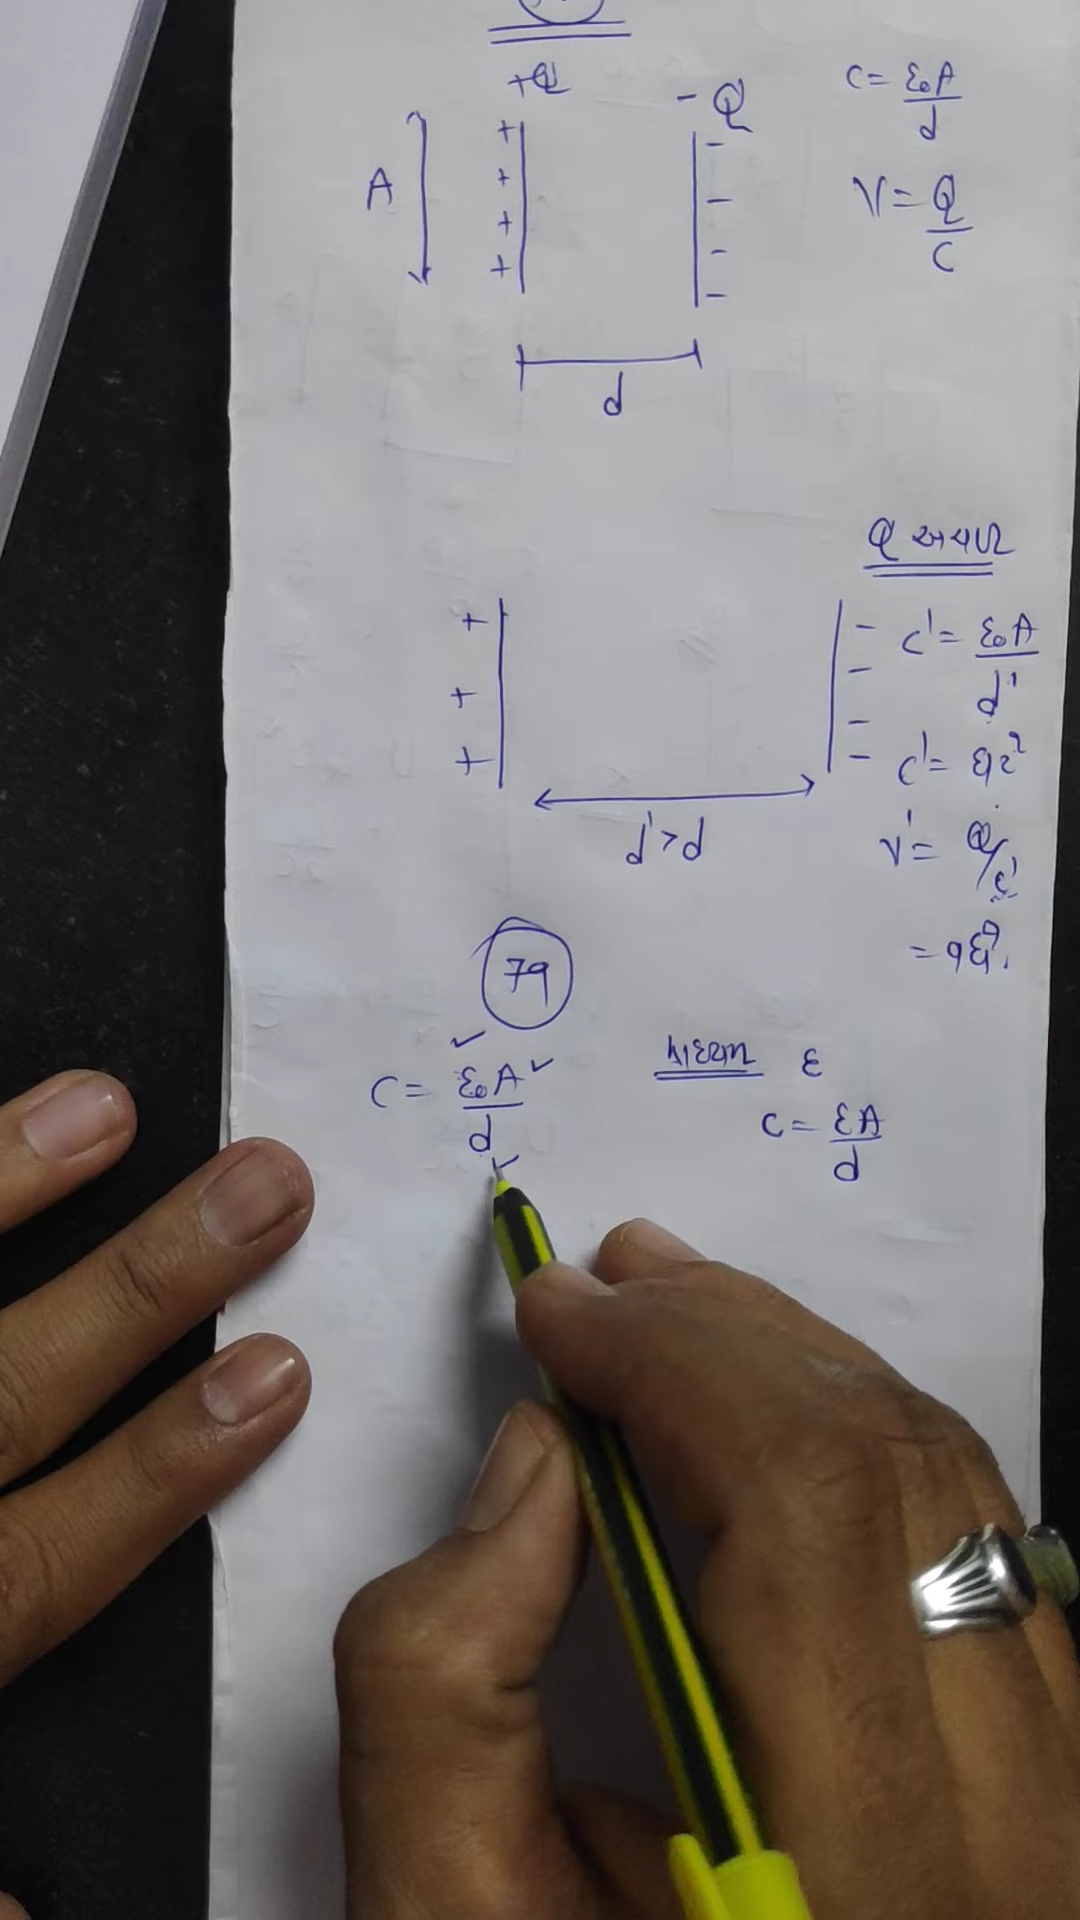 +Q
- Q
C = ε₀A/d
A
+ -
+ -
+ -
+ -
V = Q/C
d
Q અચળ
+ -
+ -
+ -
-
C' = ε₀A/d'
C' = ઘટે
d' > d
V' = Q/C'
= વધે.
79
C = ε₀A/d
માધ્યમ ε
C = εA/d